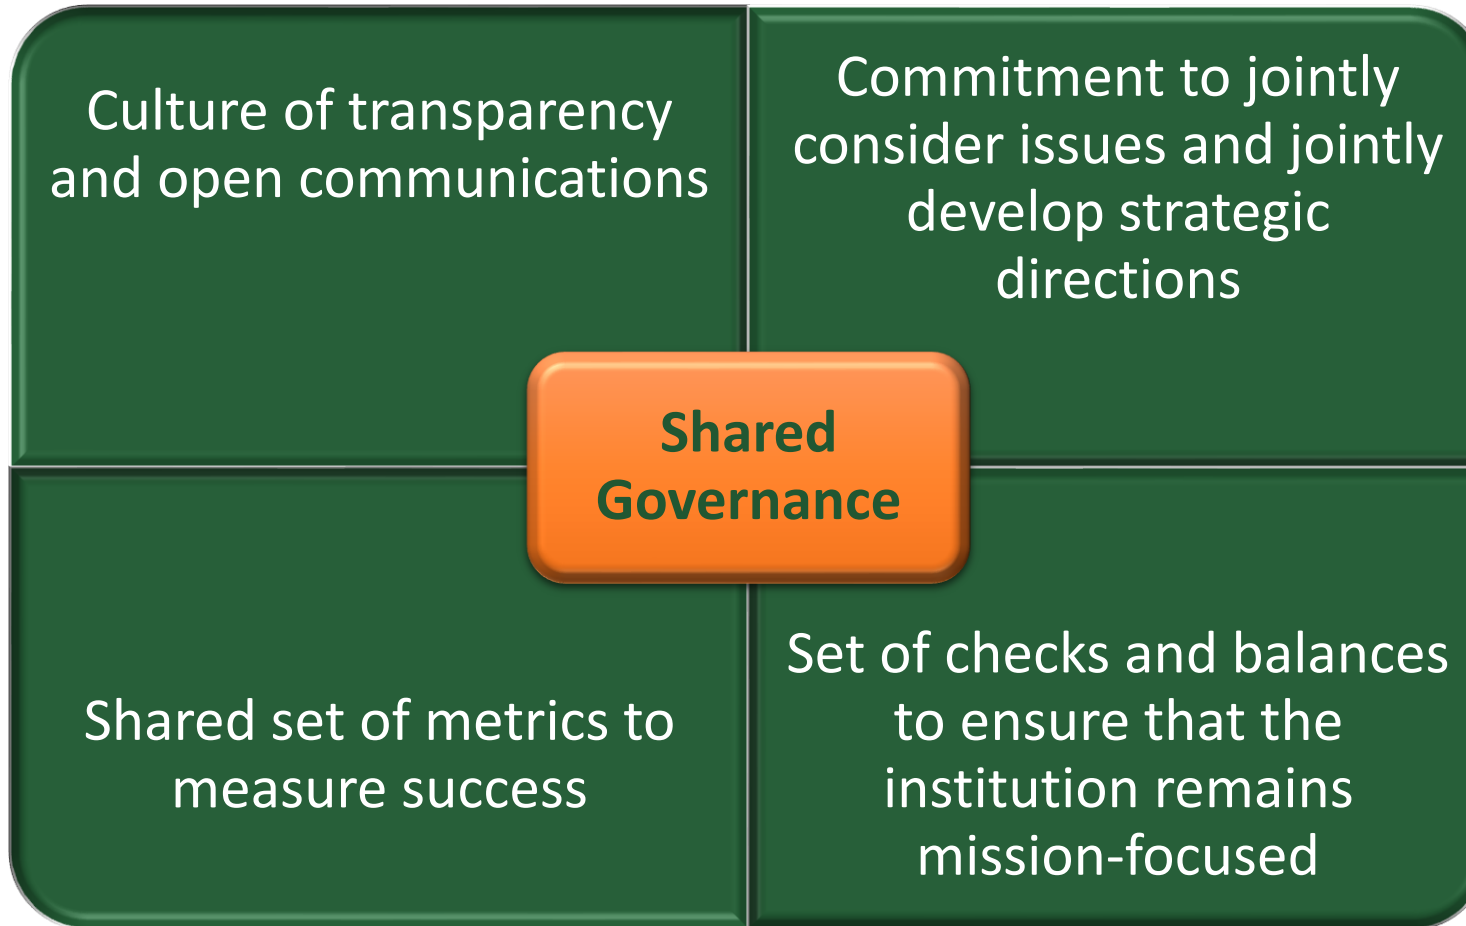 Culture of transparency
and open communications
Commitment to jointly
consider issues and jointly
develop strategic
directions
Shared
Governance
Shared set of metrics to
measure success
Set of checks and balances
to ensure that the
institution remains
mission-focused